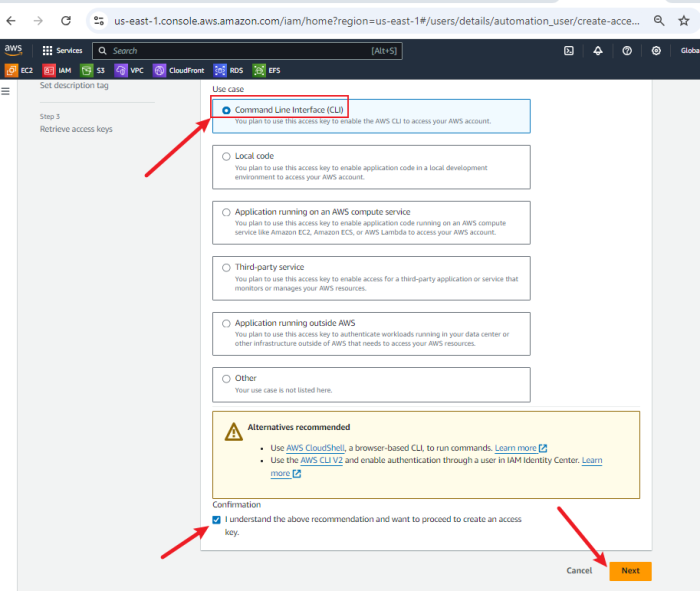 us-east-1.console.aws.amazon.com/iam/home?region=us-east-1#/users/details/automation_user/create-acce...
aws
Services
Search
[Alt+S]
Globa
EC2
IAM
S3
VPC
CloudFront
RDS
EFS
Set description tag
Step 3
Retrieve access keys
Use case
Command Line Interface (CLI)
You plan to use this access key to enable the AWS CLI to access your AWS account.
Local code
You plan to use this access key to enable application code in a local development
environment to access your AWS account.
Application running on an AWS compute service
You plan to use this access key to enable application code running on an AWS compute
service like Amazon EC2, Amazon ECS, or AWS Lambda to access your AWS account.
Third-party service
You plan to use this access key to enable access for a third-party application or service that
monitors or manages your AWS resources.
Application running outside AWS
You plan to use this access key to authenticate workloads running in your data center or
other infrastructure outside of AWS that needs to access your AWS resources.
Other
Your use case is not listed here.
Alternatives recommended
Use AWS CloudShell, a browser-based CLI, to run commands. Learn more
Use the AWS CLI V2 and enable authentication through a user in IAM Identity Center. Learn
more
Confirmation
I understand the above recommendation and want to proceed to create an access
key.
Cancel
Next